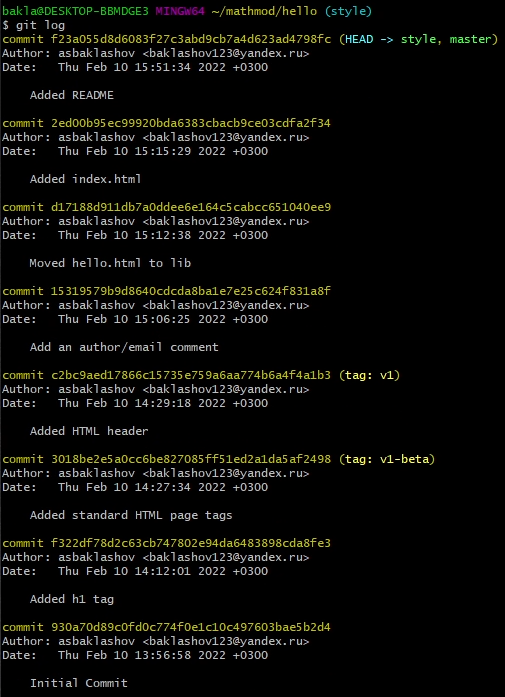 bakla@DESKTOP-BBMDGE3 MINGW64 ~/mathmod/hello (style)
$ git log
commit f23a055d8d6083f27c3abd9cb7a4d623ad4798fc (HEAD -> style, master)
Author: asbaklashov <baklashov123@yandex.ru>
Date:   Thu Feb 10 15:51:34 2022 +0300
Added README
commit 2ed00b95ec99920bda6383cbacb9ce03cdfa2f34
Author: asbaklashov <baklashov123@yandex.ru>
Date:   Thu Feb 10 15:15:29 2022 +0300
Added index.html
commit d17188d911db7a0ddee6e164c5cabcc651040ee9
Author: asbaklashov <baklashov123@yandex.ru>
Date:   Thu Feb 10 15:12:38 2022 +0300
Moved hello.html to lib
commit 15319579b9d8640cdcda8ba1e7e25c624f831a8f
Author: asbaklashov <baklashov123@yandex.ru>
Date:   Thu Feb 10 15:06:25 2022 +0300
Add an author/email comment
commit c2bc9aed17866c15735e759a6aa774b6a4f4a1b3 (tag: v1)
Author: asbaklashov <baklashov123@yandex.ru>
Date:   Thu Feb 10 14:29:18 2022 +0300
Added HTML header
commit 3018be2e5a0cc6be827085ff51ed2a1da5af2498 (tag: v1-beta)
Author: asbaklashov <baklashov123@yandex.ru>
Date:   Thu Feb 10 14:27:34 2022 +0300
Added standard HTML page tags
commit f322df78d2c63cb747802e94da6483898cda8fe3
Author: asbaklashov <baklashov123@yandex.ru>
Date:   Thu Feb 10 14:12:01 2022 +0300
Added h1 tag
commit 930a70d89c0fd0c774f0e1c10c497603bae5b2d4
Author: asbaklashov <baklashov123@yandex.ru>
Date:   Thu Feb 10 13:56:58 2022 +0300
Initial Commit